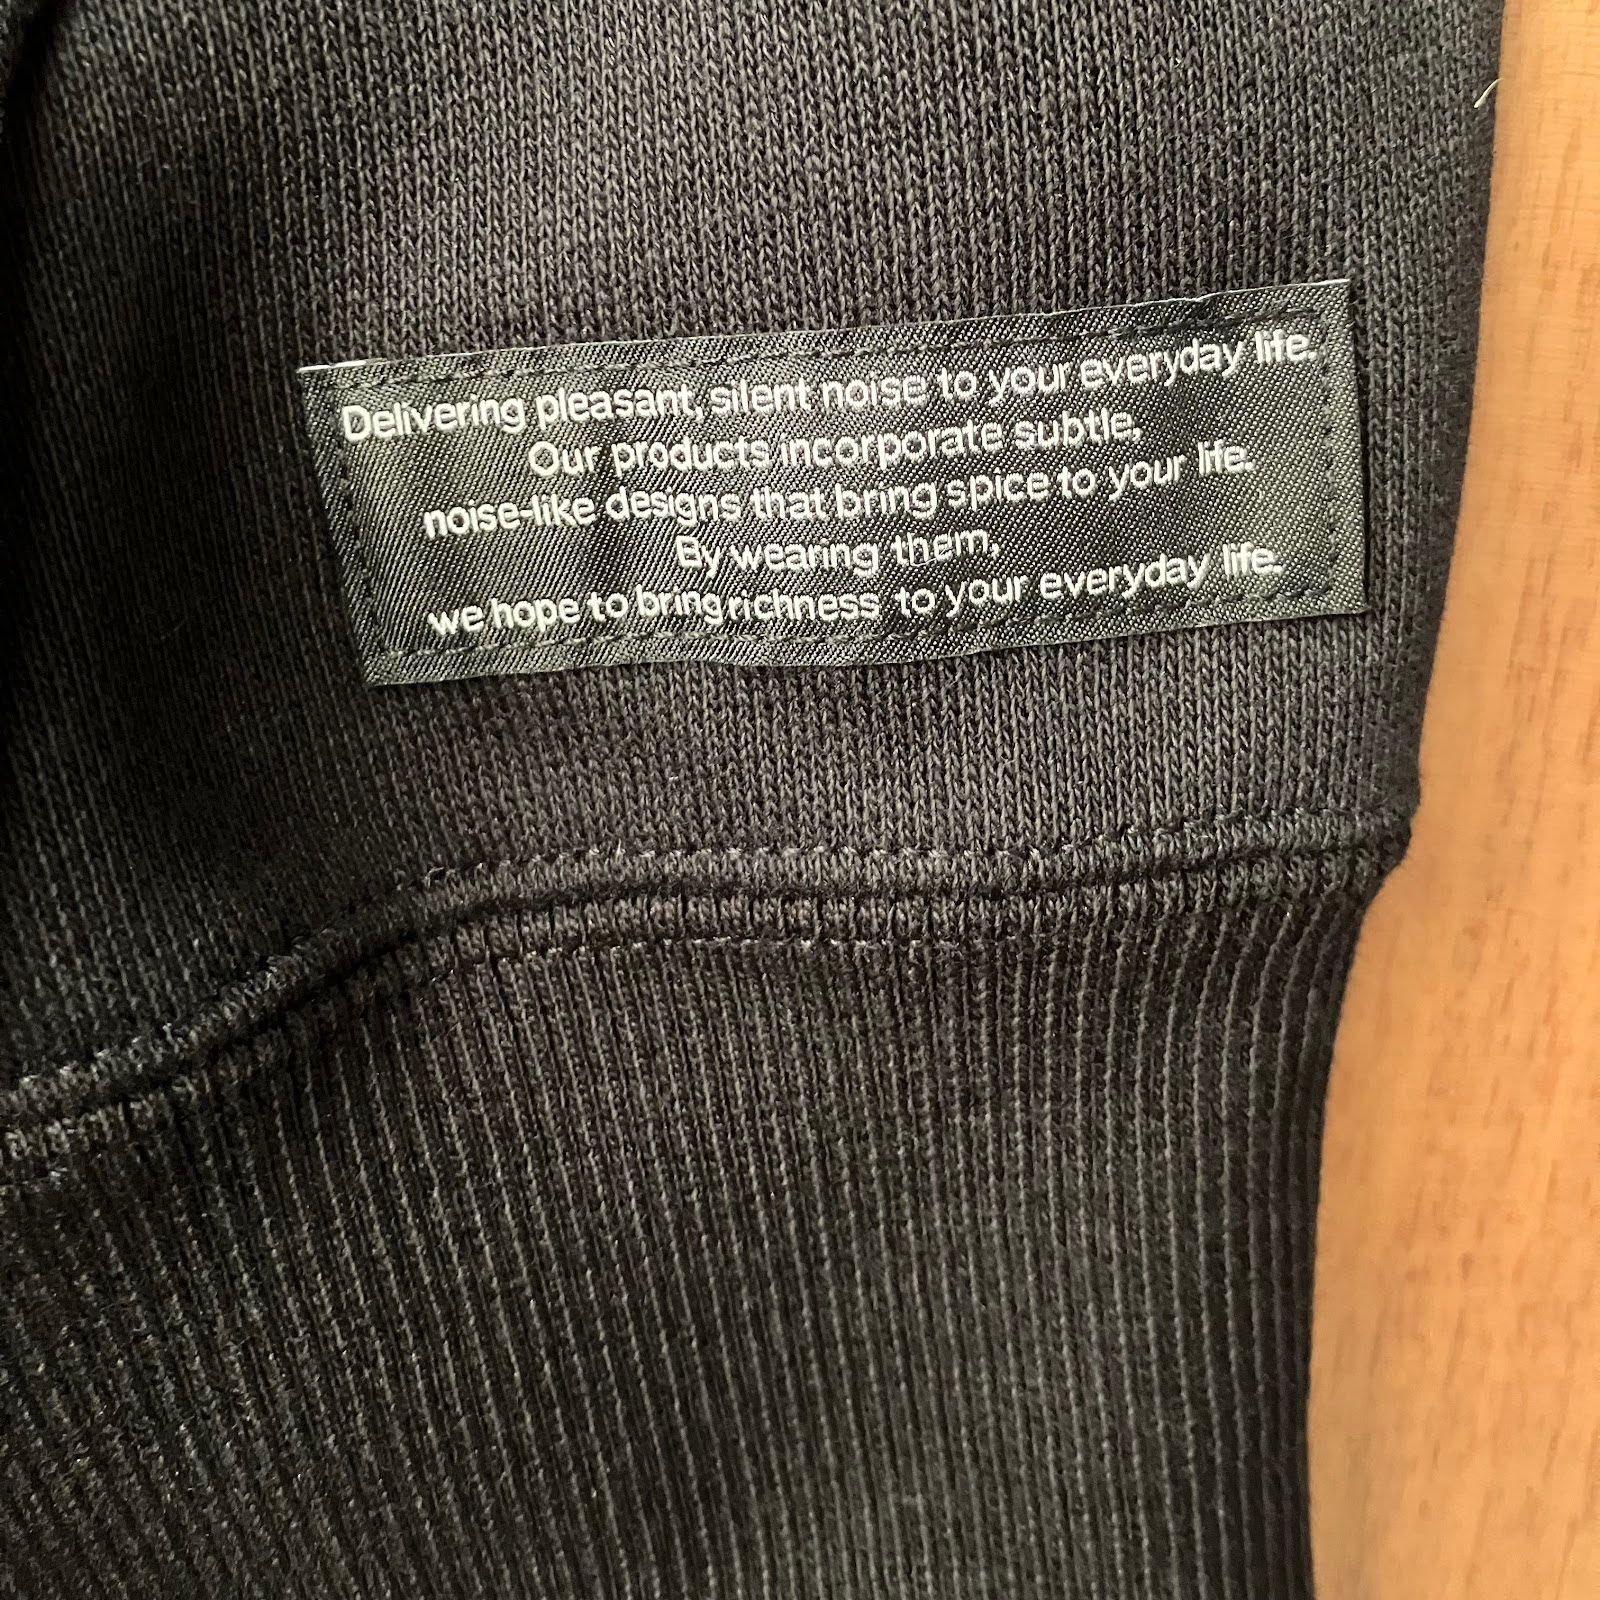 Delivering pleasant, silent noise to your everyday life.
Our products incorporate subtle,
noise-like designs that bring spice to your life.
By wearing them,
we hope to bring richness to your everyday life.